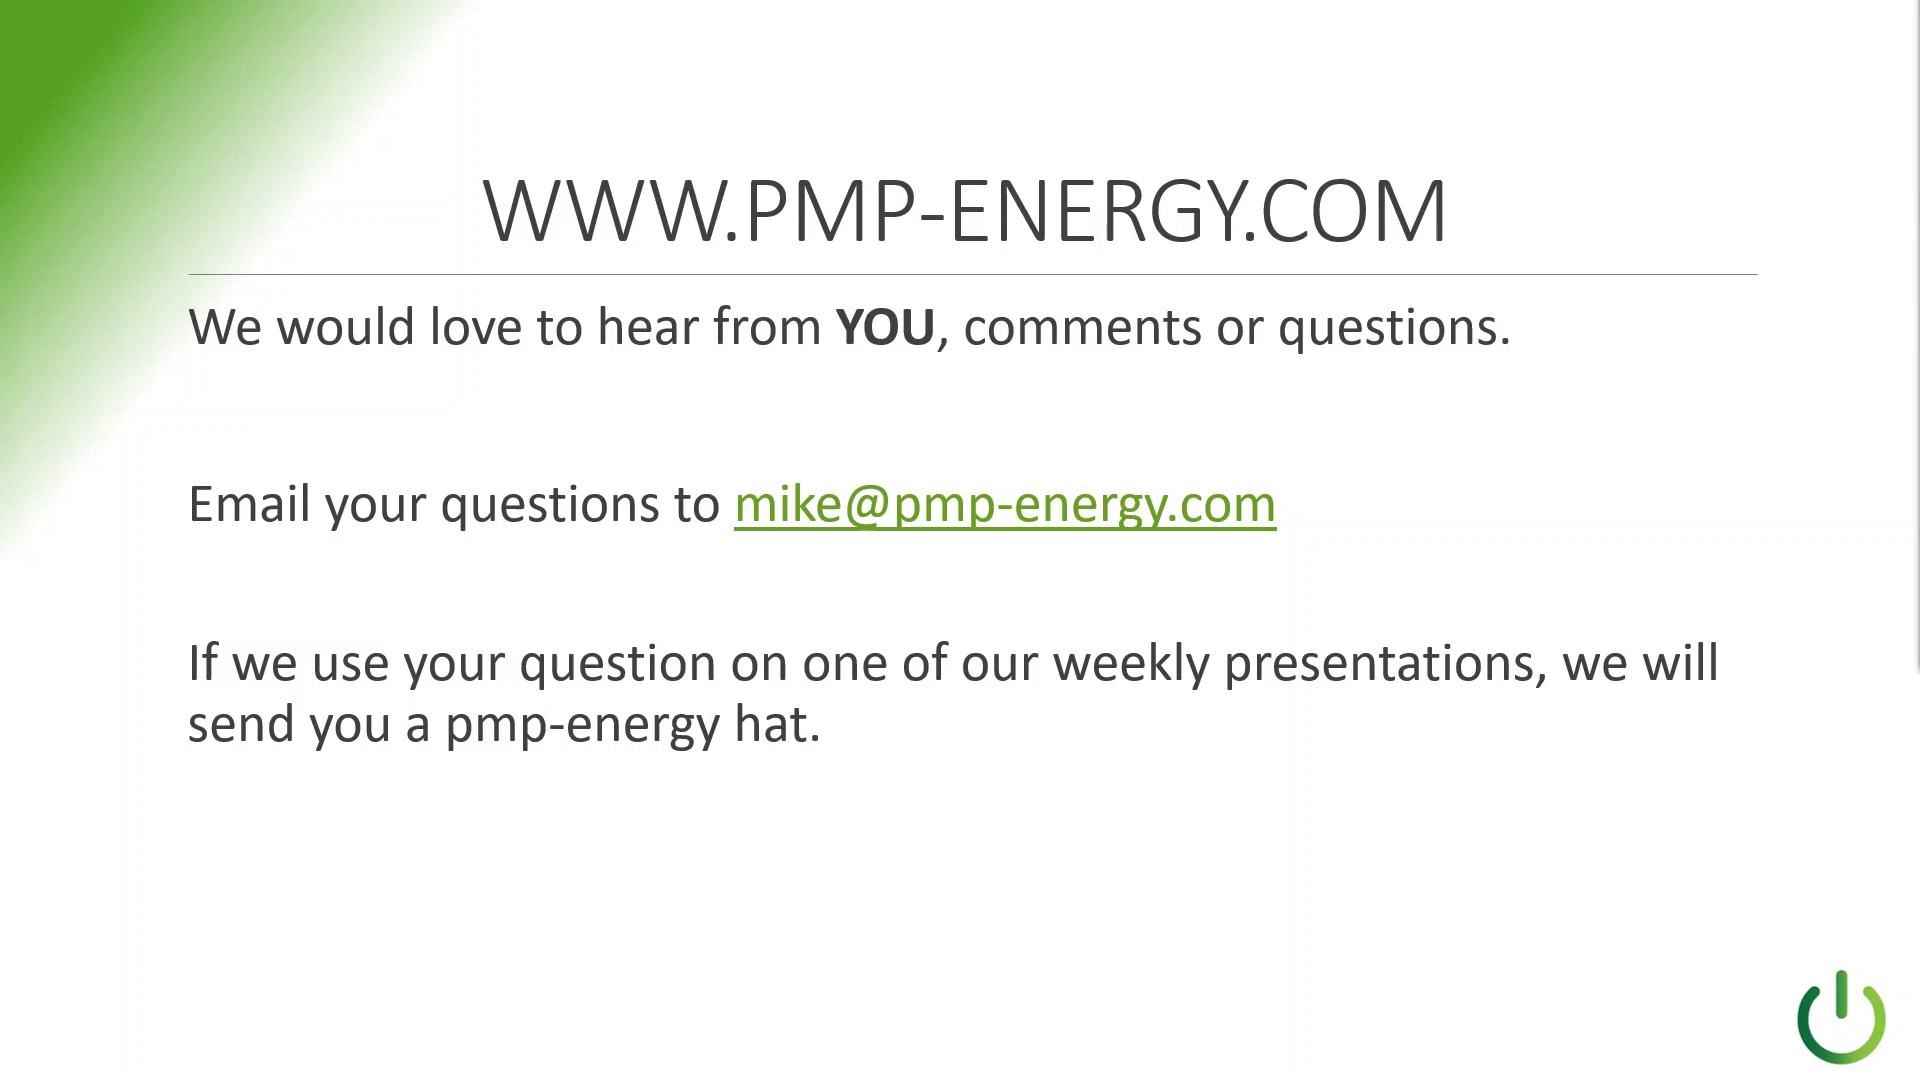 WWW.PMP-ENERGY.COM
We would love to hear from YOU, comments or questions.
Email your questions to mike@pmp-energy.com
If we use your question on one of our weekly presentations, we will
send you a pmp-energy hat.